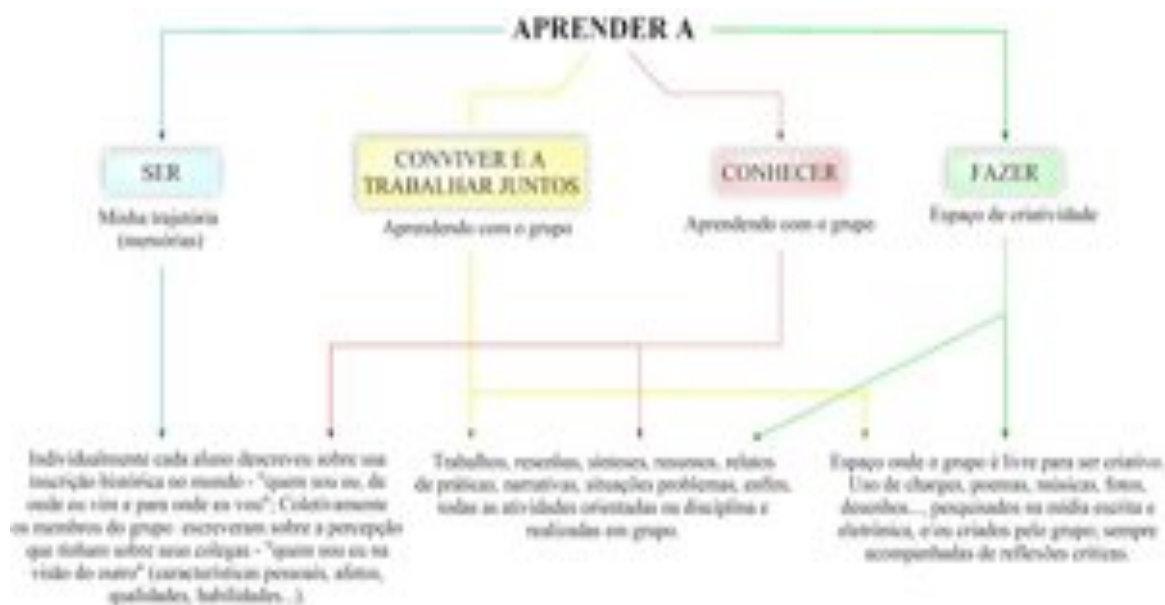 APRENDER A
SER
CONVIVER E A
TRABALHAR JUNTOS
CONHECER
FAZER
Minha trajetória
(memórias)
Aprendendo com o grupo
Aprendendo com o grupo
Espaço de criatividade
Individualmente cada aluno descreveu sobre sua
inscrição histórica no mundo - "quem sou eu, de
onde eu vim e para onde eu vou"; Coletivamente
os membros do grupo escreveram sobre a percepção
que tinham sobre seus colegas - "quem sou eu na
visão do outro" (características pessoais, afetos,
qualidades, habilidades...)
Trabalhos, resenhas, sínteses, resumos, relatos
de práticas, narrativas, situações problemas, enfim,
todas as atividades orientadas na disciplina e
realizadas em grupo.
Espaço onde o grupo é livre para ser criativo.
Uso de charges, poemas, músicas, fotos,
desenhos..., pesquisados na mídia escrita e
eletrônica, e/ou criados pelo grupo; sempre
acompanhadas de reflexões críticas.